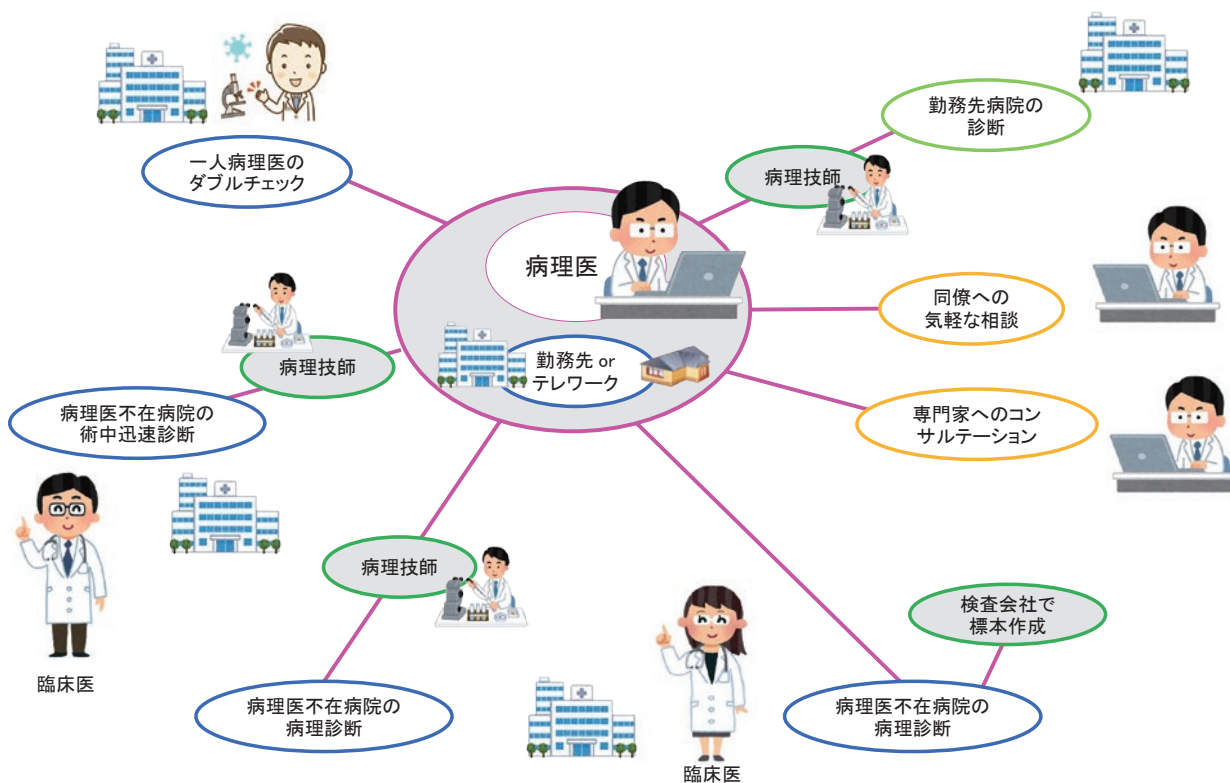 一人病理医の
ダブルチェック
勤務先病院の
診断
病理技師
病理医
同僚への
気軽な相談
勤務先 or
テレワーク
病理技師
専門家へのコン
サルテーション
病理医不在病院の
術中迅速診断
臨床医
病理技師
検査会社で
標本作成
病理医不在病院の
病理診断
病理医不在病院の
病理診断
臨床医